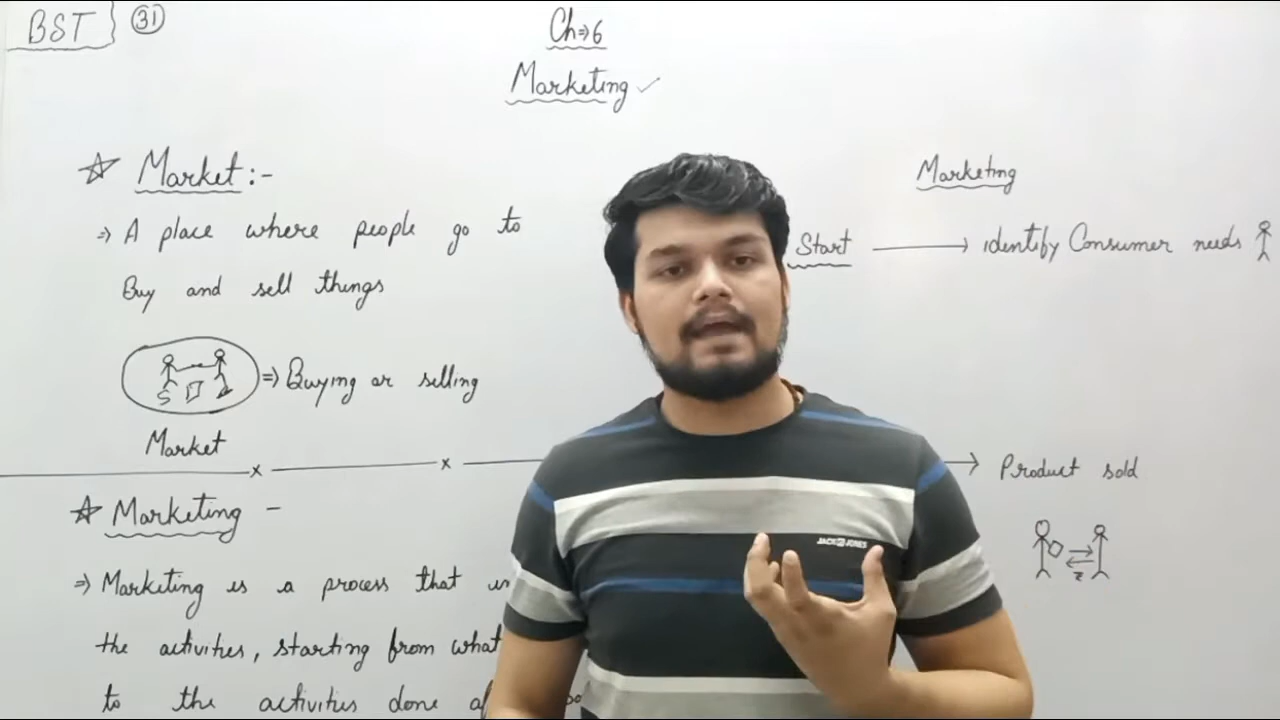 BST
31
Ch⇒6
Marketing ✓
☆ Market :-
⇒ A place where people go to
Buy and sell things
⇒ Buying or selling
Market
x x
☆ Marketing -
⇒ Marketing is a process that
the activities, starting from what
to the activities done
Marketing
Start → identify Consumer needs
→ Product sold
JACK & JONES